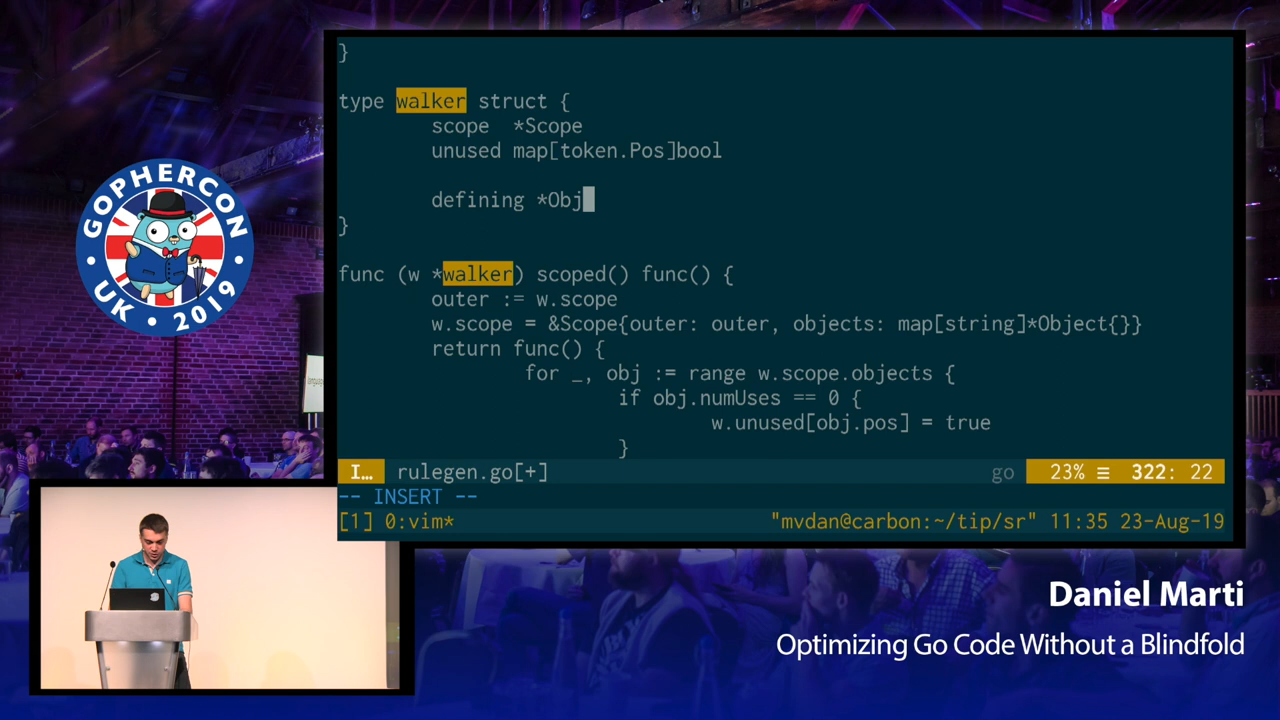 GOPHERCON
UK • 2019
}
type walker struct {
scope *Scope
unused map[token.Pos]bool
defining *Obj
}
func (w *walker) scoped() func() {
outer := w.scope
w.scope = &Scope{outer: outer, objects: map[string]*Object{}}
return func() {
for _, obj := range w.scope.objects {
if obj.numUses == 0 {
w.unused[obj.pos] = true
}
I… rulegen.go[+] go 23% ☰ 322: 22
-- INSERT --
[1] 0:vim* "mvdan@carbon:~/tip/sr" 11:35 23-Aug-19
Daniel Marti
Optimizing Go Code Without a Blindfold